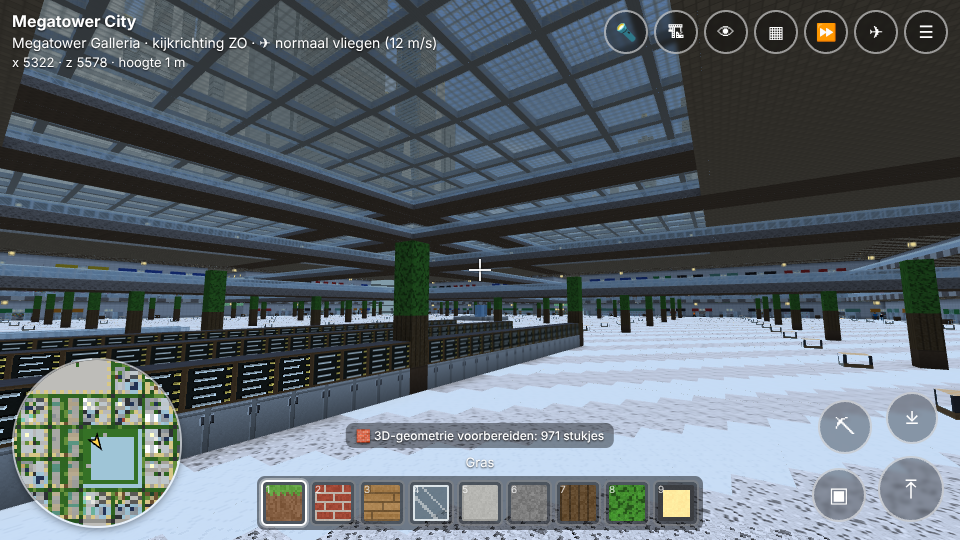 Megatower City
Megatower Galleria · kijkrichting ZO · ✈ normaal vliegen (12 m/s)
x 5322 · z 5578 · hoogte 1 m
3D-geometrie voorbereiden: 971 stukjes
Gras
1 2 3 4 5 6 7 8 9